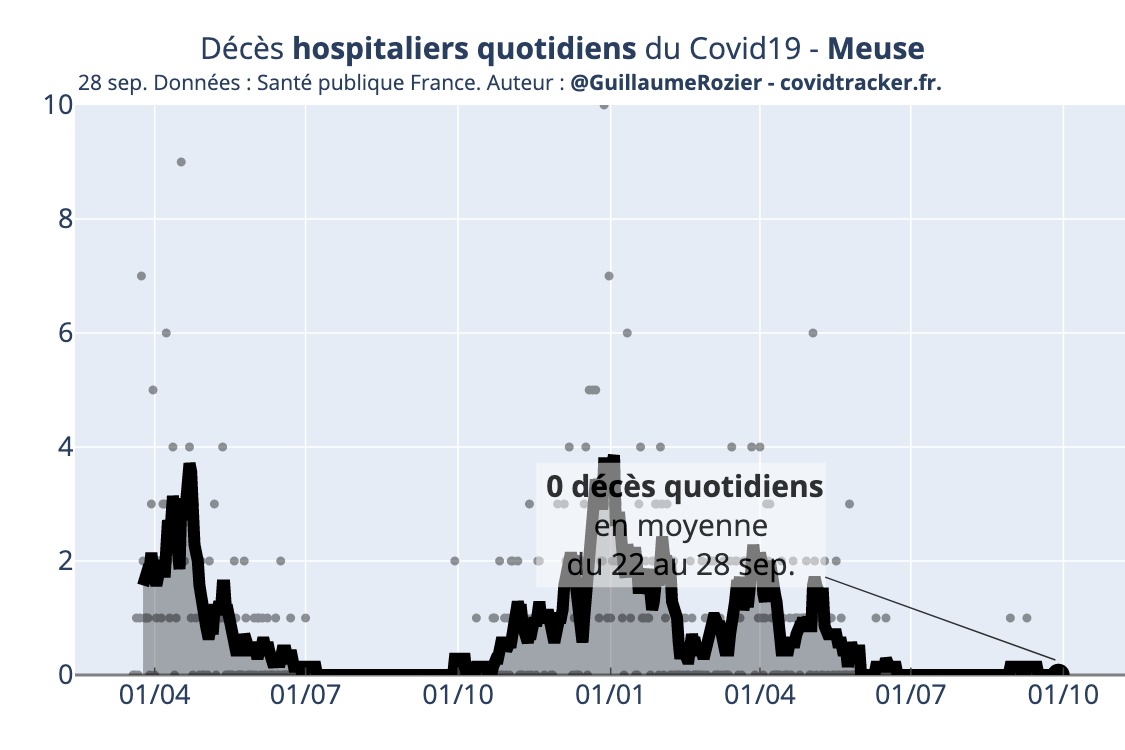 Décès hospitaliers quotidiens du Covid19 - Meuse
28 sep. Données : Santé publique France. Auteur : @GuillaumeRozier - covidtracker.fr.
10
8
6
4
2
0
0 décès quotidiens
en moyenne
du 22 au 28 sep.
01/04 01/07 01/10 01/01 01/04 01/07 01/10